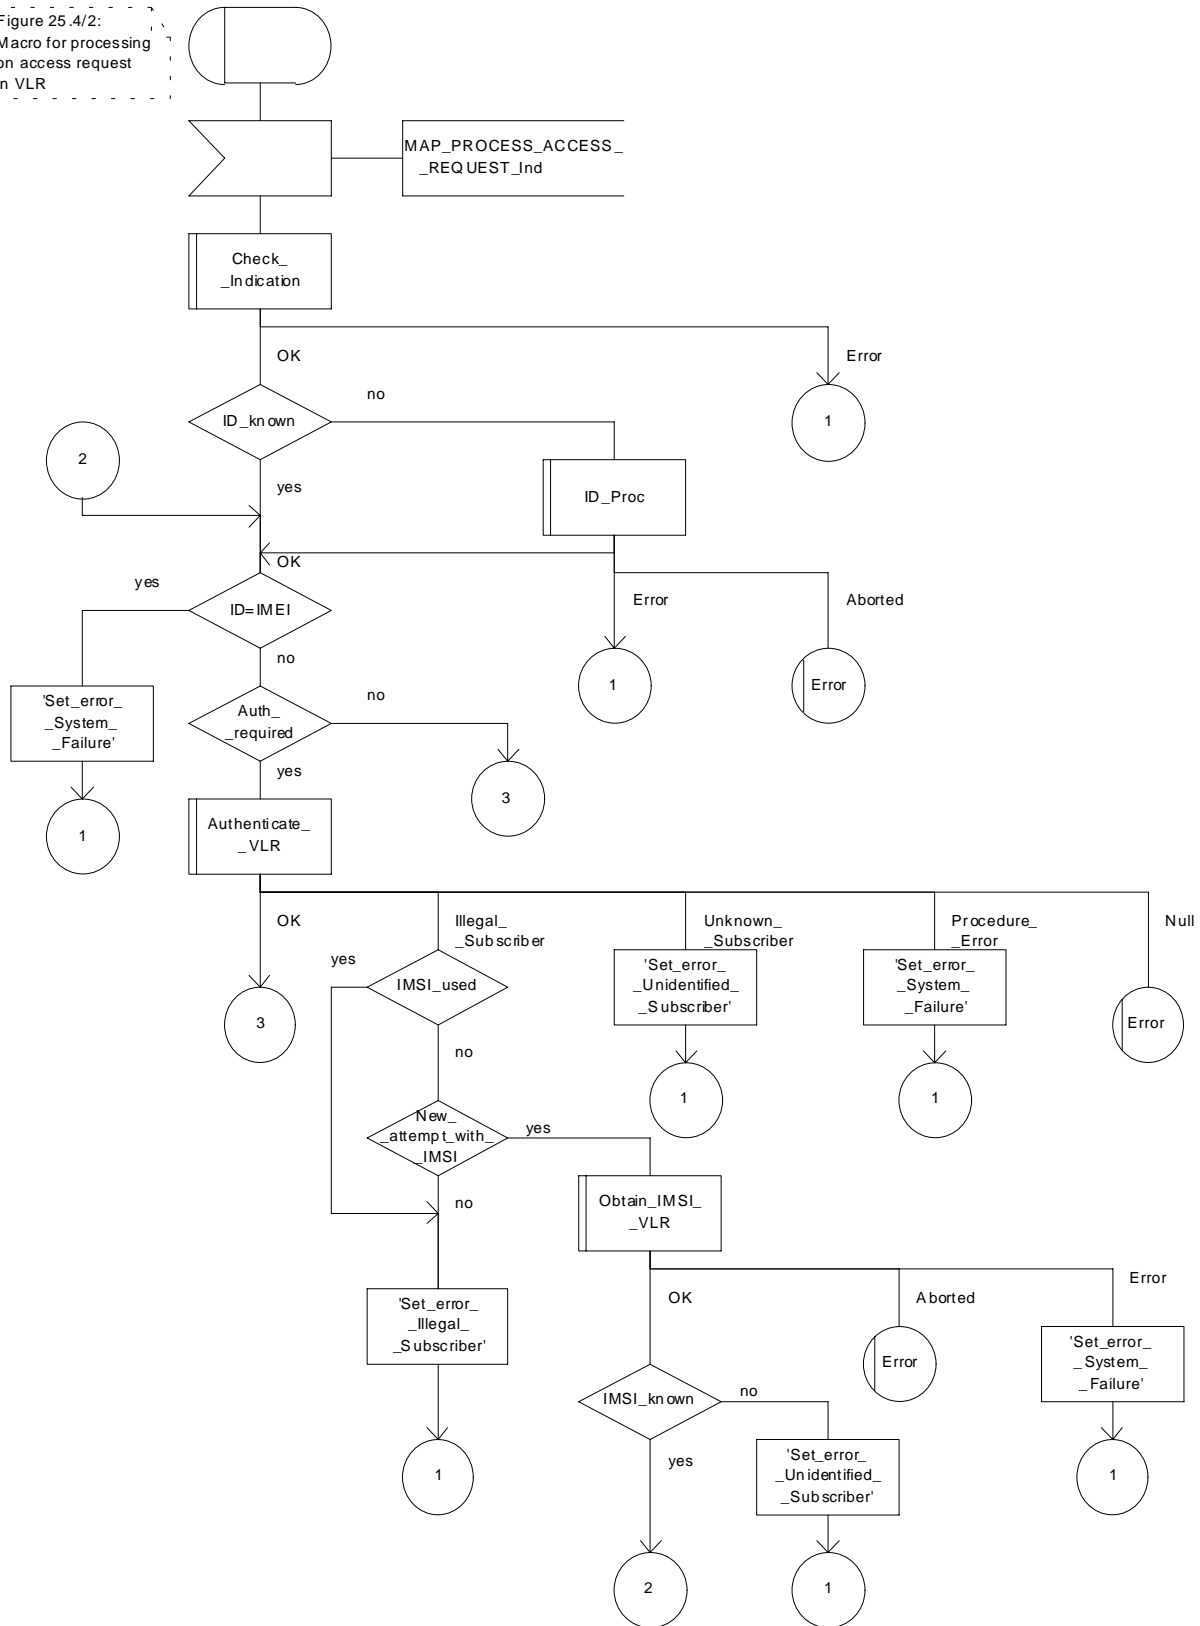 Figure 25.4/2:
Macro for processing
on access request
in VLR
MAP_PROCESS_ACCESS_
_REQUEST_Ind
Check_
_Indication
OK
Error
ID_known
no
1
2
yes
ID_Proc
OK
yes
ID=IMEI
Error
Aborted
no
1
Error
'Set_error_
_System_
_Failure'
Auth_
_required
no
yes
3
1
Authenticate_
_VLR
OK
Illegal_
_Subscriber
Unknown_
_Subscriber
Procedure_
_Error
Null
yes
IMSI_used
'Set_error_
_Unidentified_
_Subscriber'
'Set_error_
_System_
_Failure'
3
Error
no
1
1
New_
_attempt_with_
_IMSI
yes
no
Obtain_IMSI_
_VLR
'Set_error_
_Illegal_
_Subscriber'
OK
Aborted
Error
Error
'Set_error_
_System_
_Failure'
IMSI_known
no
1
yes
'Set_error_
_Unidentified_
_Subscriber'
1
2
1